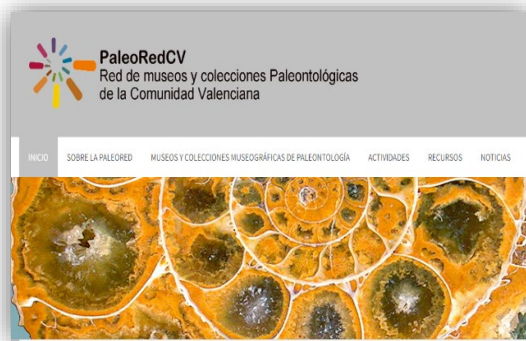 PaleoRedCV
Red de museos y colecciones Paleontológicas
de la Comunidad Valenciana
INICIO SOBRE LA PALEORED MUSEOS Y COLECCIONES MUSEOGRÁFICAS DE PALEONTOLOGÍA ACTIVIDADES RECURSOS NOTICIAS